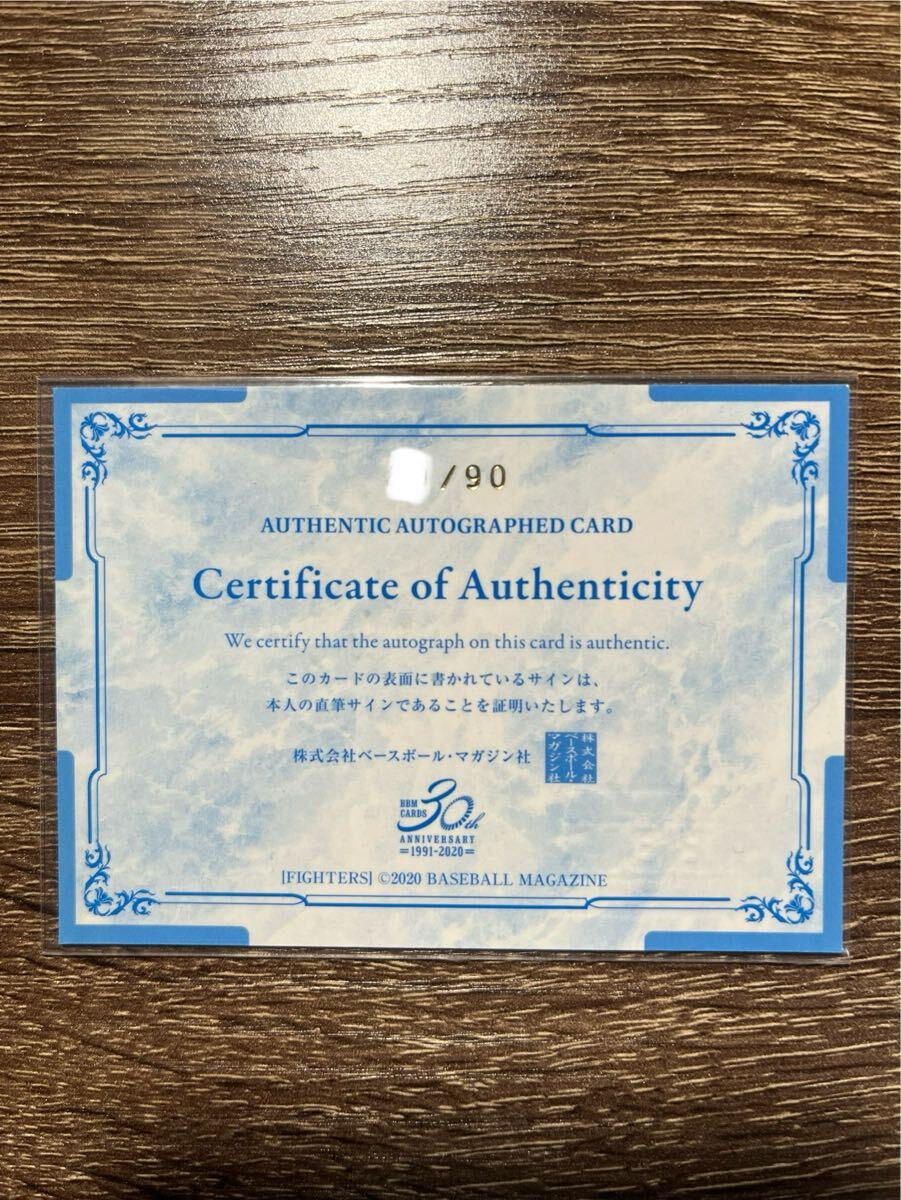 /90
AUTHENTIC AUTOGRAPHED CARD
Certificate of Authenticity
We certify that the autograph on this card is authentic.
このカードの表面に書かれているサインは、
本人の直筆サインであることを証明いたします。
株式会社ベースボール・マガジン社
株式会社
ベースボール・
マガジン社
BBM
CARDS
30th
ANNIVERSARY
=1991-2020=
[FIGHTERS] ©2020 BASEBALL MAGAZINE